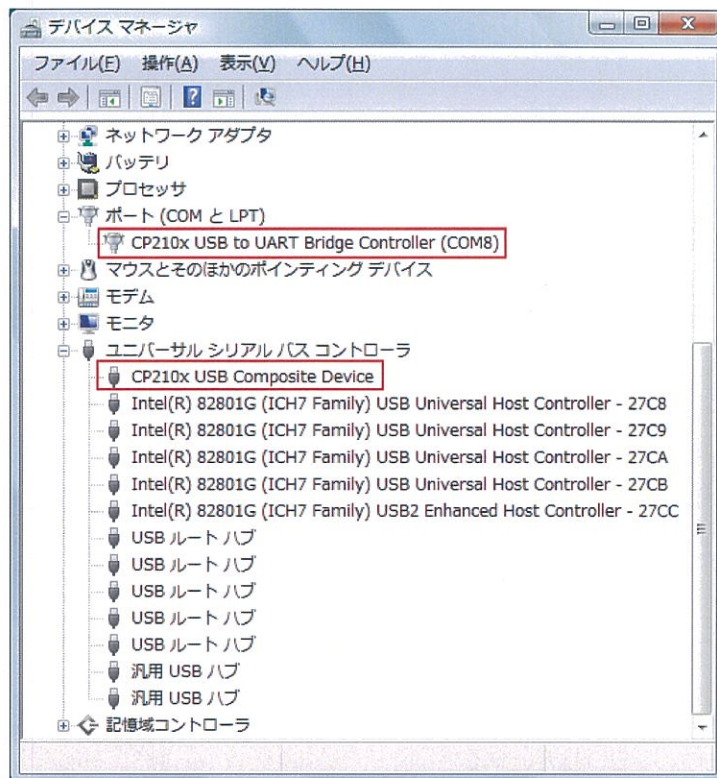 デバイス マネージャ
ファイル(F) 操作(A) 表示(V) ヘルプ(H)
ネットワーク アダプタ
バッテリ
プロセッサ
ポート (COM と LPT)
CP210x USB to UART Bridge Controller (COM8)
マウスとそのほかのポインティング デバイス
モデム
モニタ
ユニバーサル シリアル バス コントローラ
CP210x USB Composite Device
Intel(R) 82801G (ICH7 Family) USB Universal Host Controller - 27C8
Intel(R) 82801G (ICH7 Family) USB Universal Host Controller - 27C9
Intel(R) 82801G (ICH7 Family) USB Universal Host Controller - 27CA
Intel(R) 82801G (ICH7 Family) USB Universal Host Controller - 27CB
Intel(R) 82801G (ICH7 Family) USB2 Enhanced Host Controller - 27CC
USB ルート ハブ
USB ルート ハブ
USB ルート ハブ
USB ルート ハブ
USB ルート ハブ
汎用 USB ハブ
汎用 USB ハブ
記憶域コントローラ